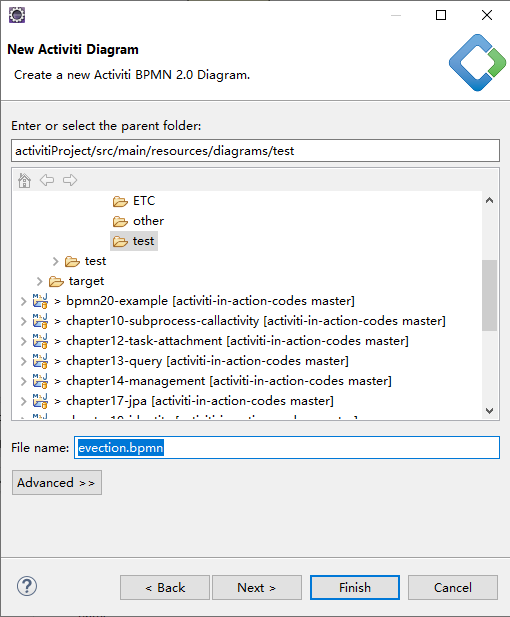 New Activiti Diagram
Create a new Activiti BPMN 2.0 Diagram.
Enter or select the parent folder:
activitiProject/src/main/resources/diagrams/test
ETC
other
test
> test
> target
> > bpmn20-example [activiti-in-action-codes master]
> > chapter10-subprocess-callactivity [activiti-in-action-codes master]
> > chapter12-task-attachment [activiti-in-action-codes master]
> > chapter13-query [activiti-in-action-codes master]
> > chapter14-management [activiti-in-action-codes master]
> > chapter17-jpa [activiti-in-action-codes master]
File name: evection.bpmn
Advanced >>
? < Back Next > Finish Cancel